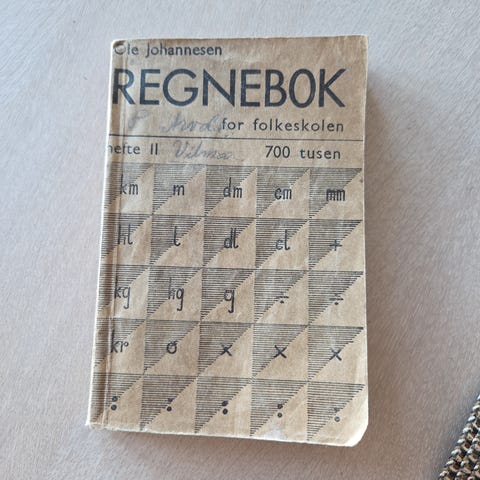 Ole Johannesen
REGNEBOK
for folkeskolen
hefte II Vilma 700 tusen
km m dm cm mm
hl l dl cl +
kg hg g ÷ ÷
kr ø x x x
: : : : :